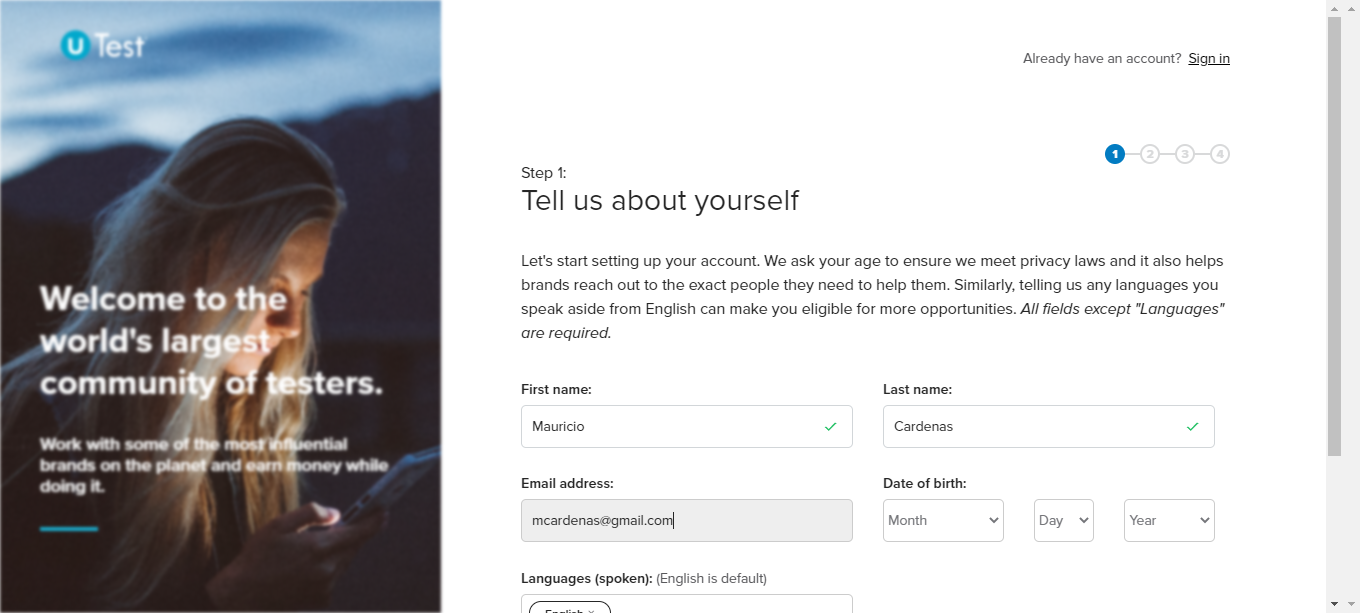 U Test
Already have an account? Sign in
1 2 3 4
Step 1:
Tell us about yourself
Let's start setting up your account. We ask your age to ensure we meet privacy laws and it also helps
brands reach out to the exact people they need to help them. Similarly, telling us any languages you
speak aside from English can make you eligible for more opportunities. All fields except "Languages"
are required.
Welcome to the
world's largest
community of testers.
Work with some of the most influential
brands on the planet and earn money while
doing it.
First name:
Last name:
Mauricio
Cardenas
Email address:
Date of birth:
mcardenas@gmail.com
Month
Day
Year
Languages (spoken): (English is default)
English ×